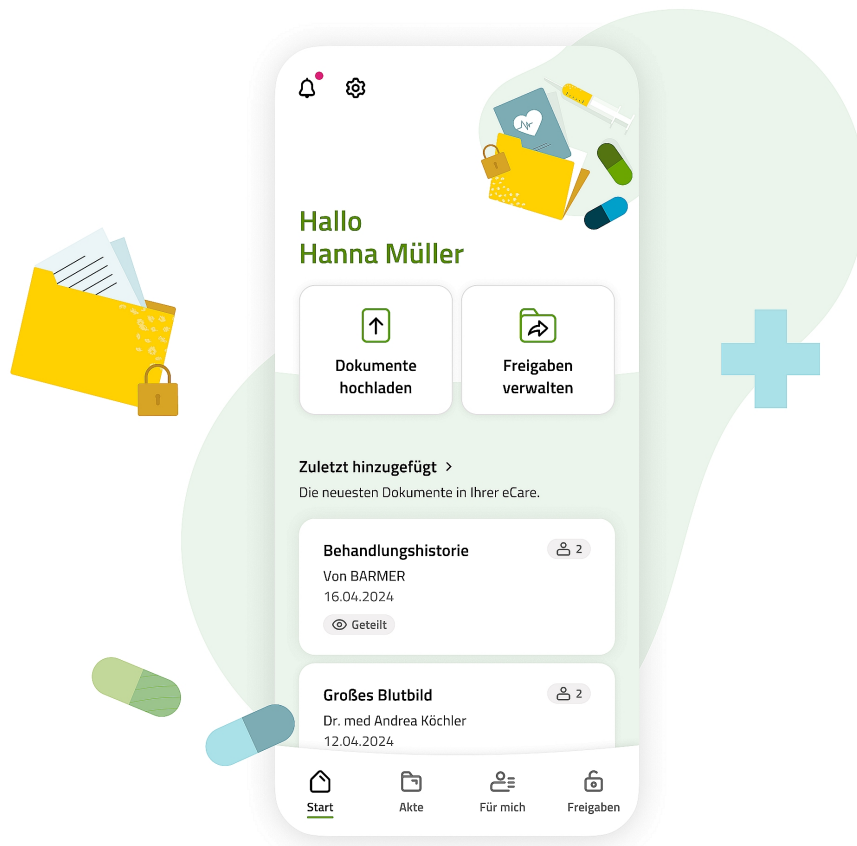 Hallo
Hanna Müller
Dokumente
hochladen
Freigaben
verwalten
Zuletzt hinzugefügt
Die neuesten Dokumente in Ihrer eCare.
Behandlungshistorie
2
Von BARMER
16.04.2024
Geteilt
Großes Blutbild
2
Dr. med Andrea Köchler
12.04.2024
Start
Akte
Für mich
Freigaben